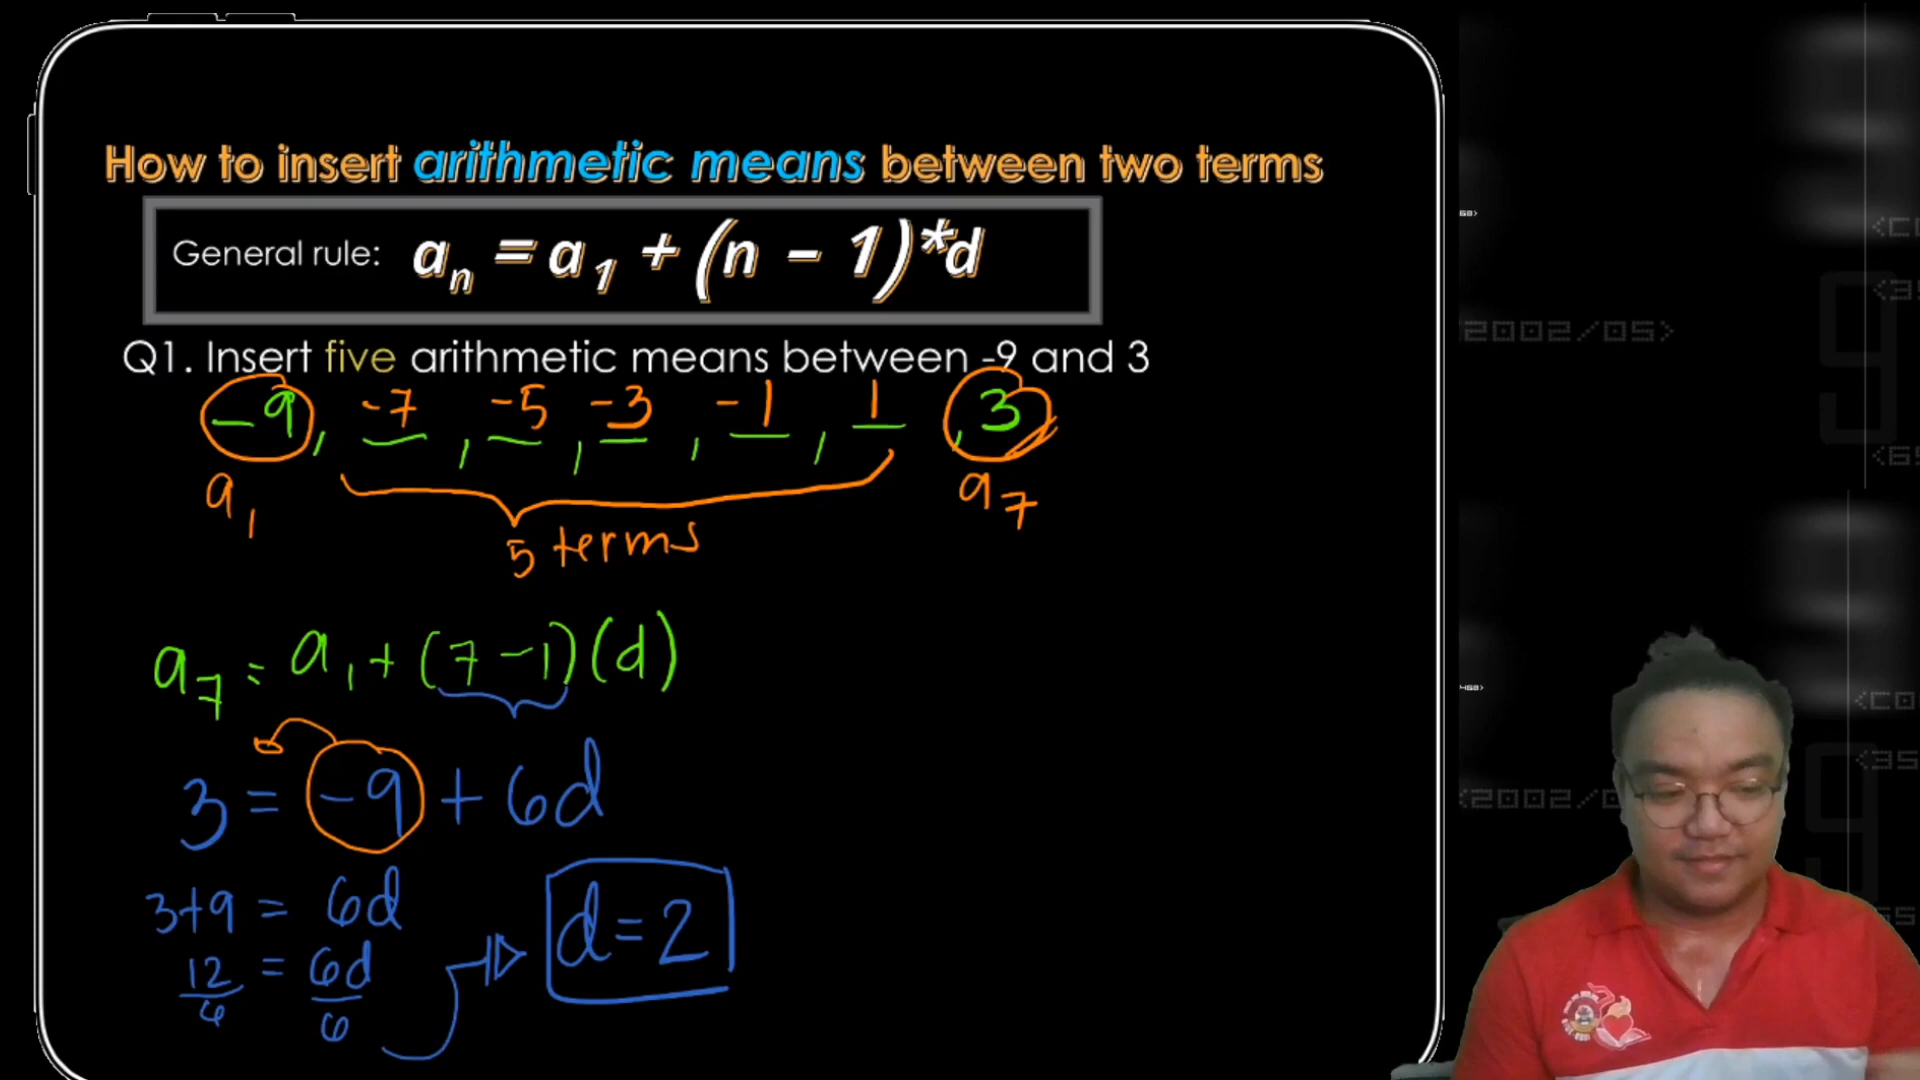 How to insert arithmetic means between two terms
General rule: aₙ = a₁ + (n - 1)*d
Q1. Insert five arithmetic means between -9 and 3
-9, -7, -5, -3, -1, 1, 3
a₁ a₇
5 terms
a₇ = a₁ + (7-1)(d)
3 = -9 + 6d
3+9 = 6d
12/6 = 6d/6
d=2
<2002/05>